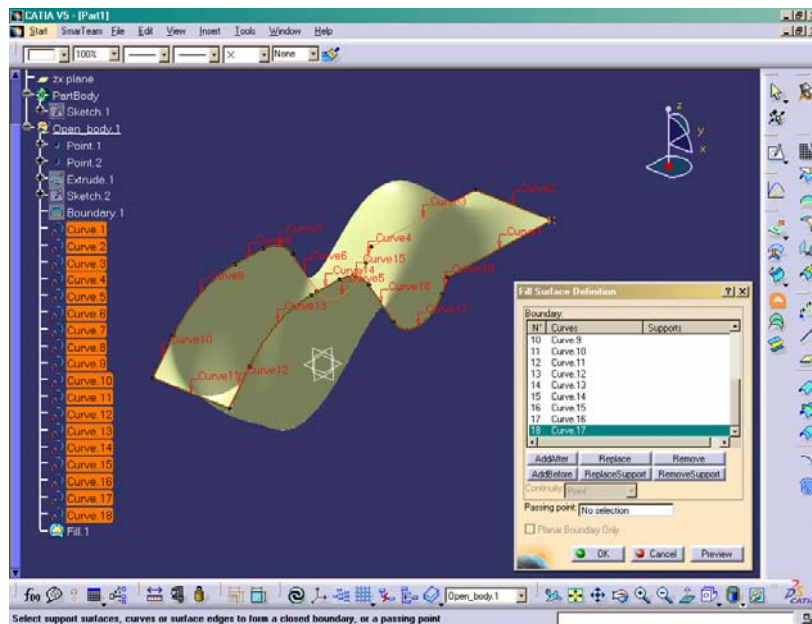 CATIA V5 - [Part1]
Start SmarTeam File Edit View Insert Tools Window Help
100% None
zx plane
PartBody
Sketch.1
Open_body.1
Point.1
Point.2
Extrude.1
Sketch.2
Boundary.1
Curve.1
Curve.2
Curve.3
Curve.4
Curve.5
Curve.6
Curve.7
Curve.8
Curve.9
Curve.10
Curve.11
Curve.12
Curve.13
Curve.14
Curve.15
Curve.16
Curve.17
Curve.18
Fill.1
z
y
x
Curve2
Curve3
Curve4
Curve6
Curve15
Curve14
Curve5
Curve9
Curve16
Curve13
Curve17
Curve10
Curve12
Curve11
Fill Surface Definition
Boundary:
N° Curves Supports
10 Curve.9
11 Curve.10
12 Curve.11
13 Curve.12
14 Curve.13
15 Curve.14
16 Curve.15
17 Curve.16
18 Curve.17
AddAfter Replace Remove
AddBefore ReplaceSupport RemoveSupport
Continuity: Point
Passing point: No selection
Planar Boundary Only
OK Cancel Preview
Open_body.1
CATIA
Select support surfaces, curves or surface edges to form a closed boundary, or a passing point